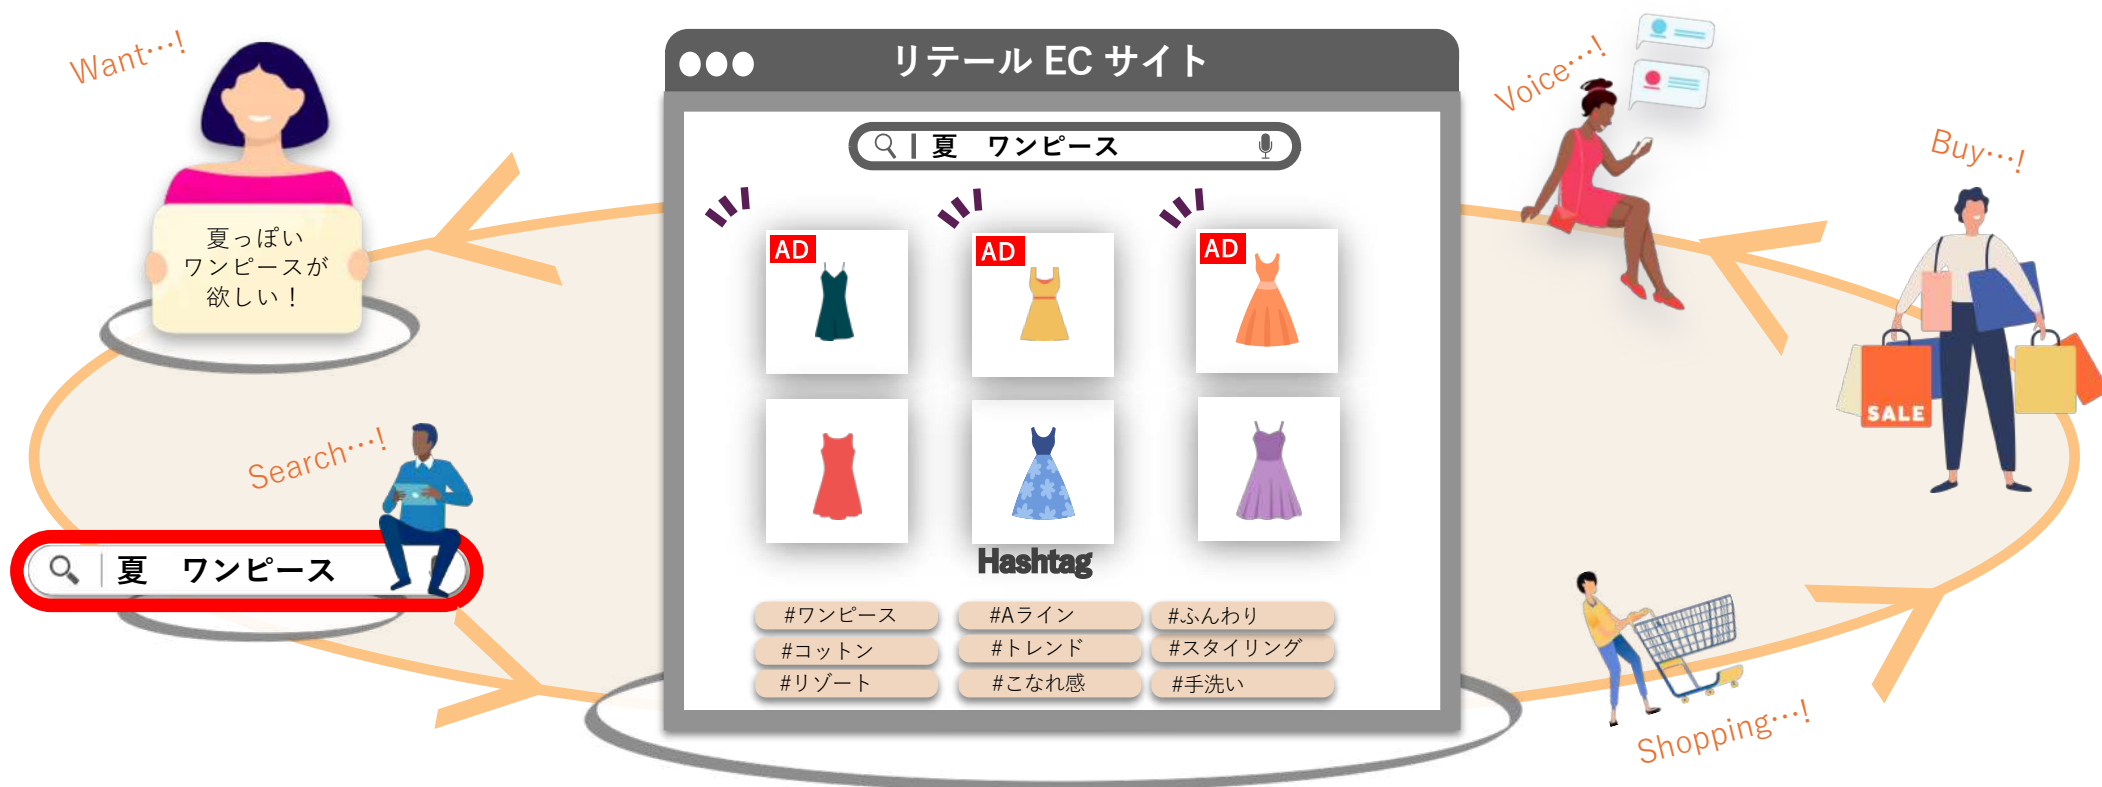 Want…!
夏っぽい
ワンピースが
欲しい！
Search…!
夏　ワンピース
リテール EC サイト
夏　ワンピース
AD
AD
AD
Hashtag
#ワンピース
#Aライン
#ふんわり
#コットン
#トレンド
#スタイリング
#リゾート
#こなれ感
#手洗い
Voice…!
Buy…!
SALE
Shopping…!